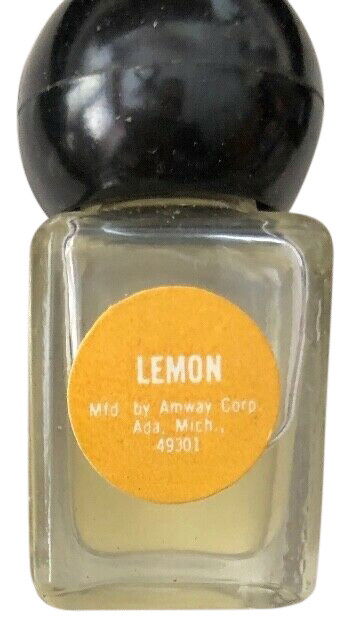 LEMON
Mfd. by Amway Corp.
Ada, Mich.,
49301